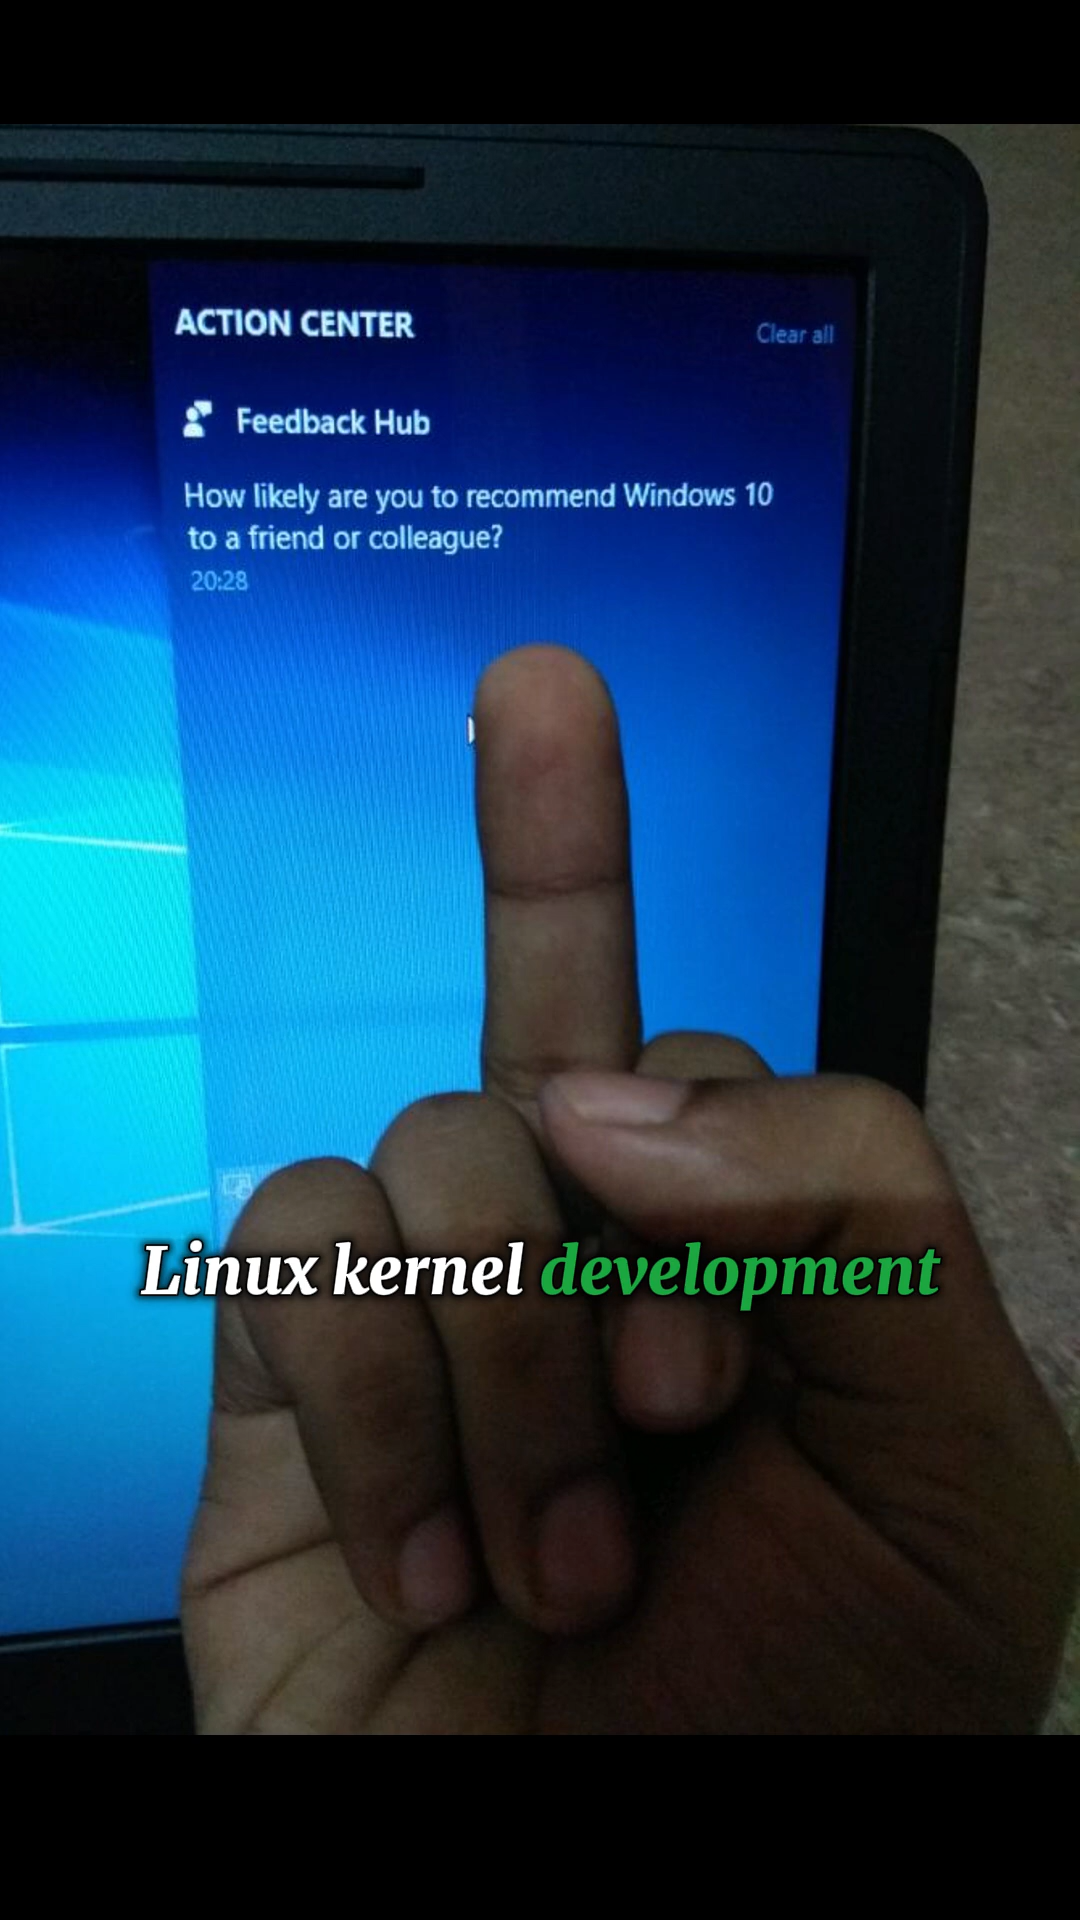 ACTION CENTER
Clear all
Feedback Hub
How likely are you to recommend Windows 10
to a friend or colleague?
20:28
Linux kernel development